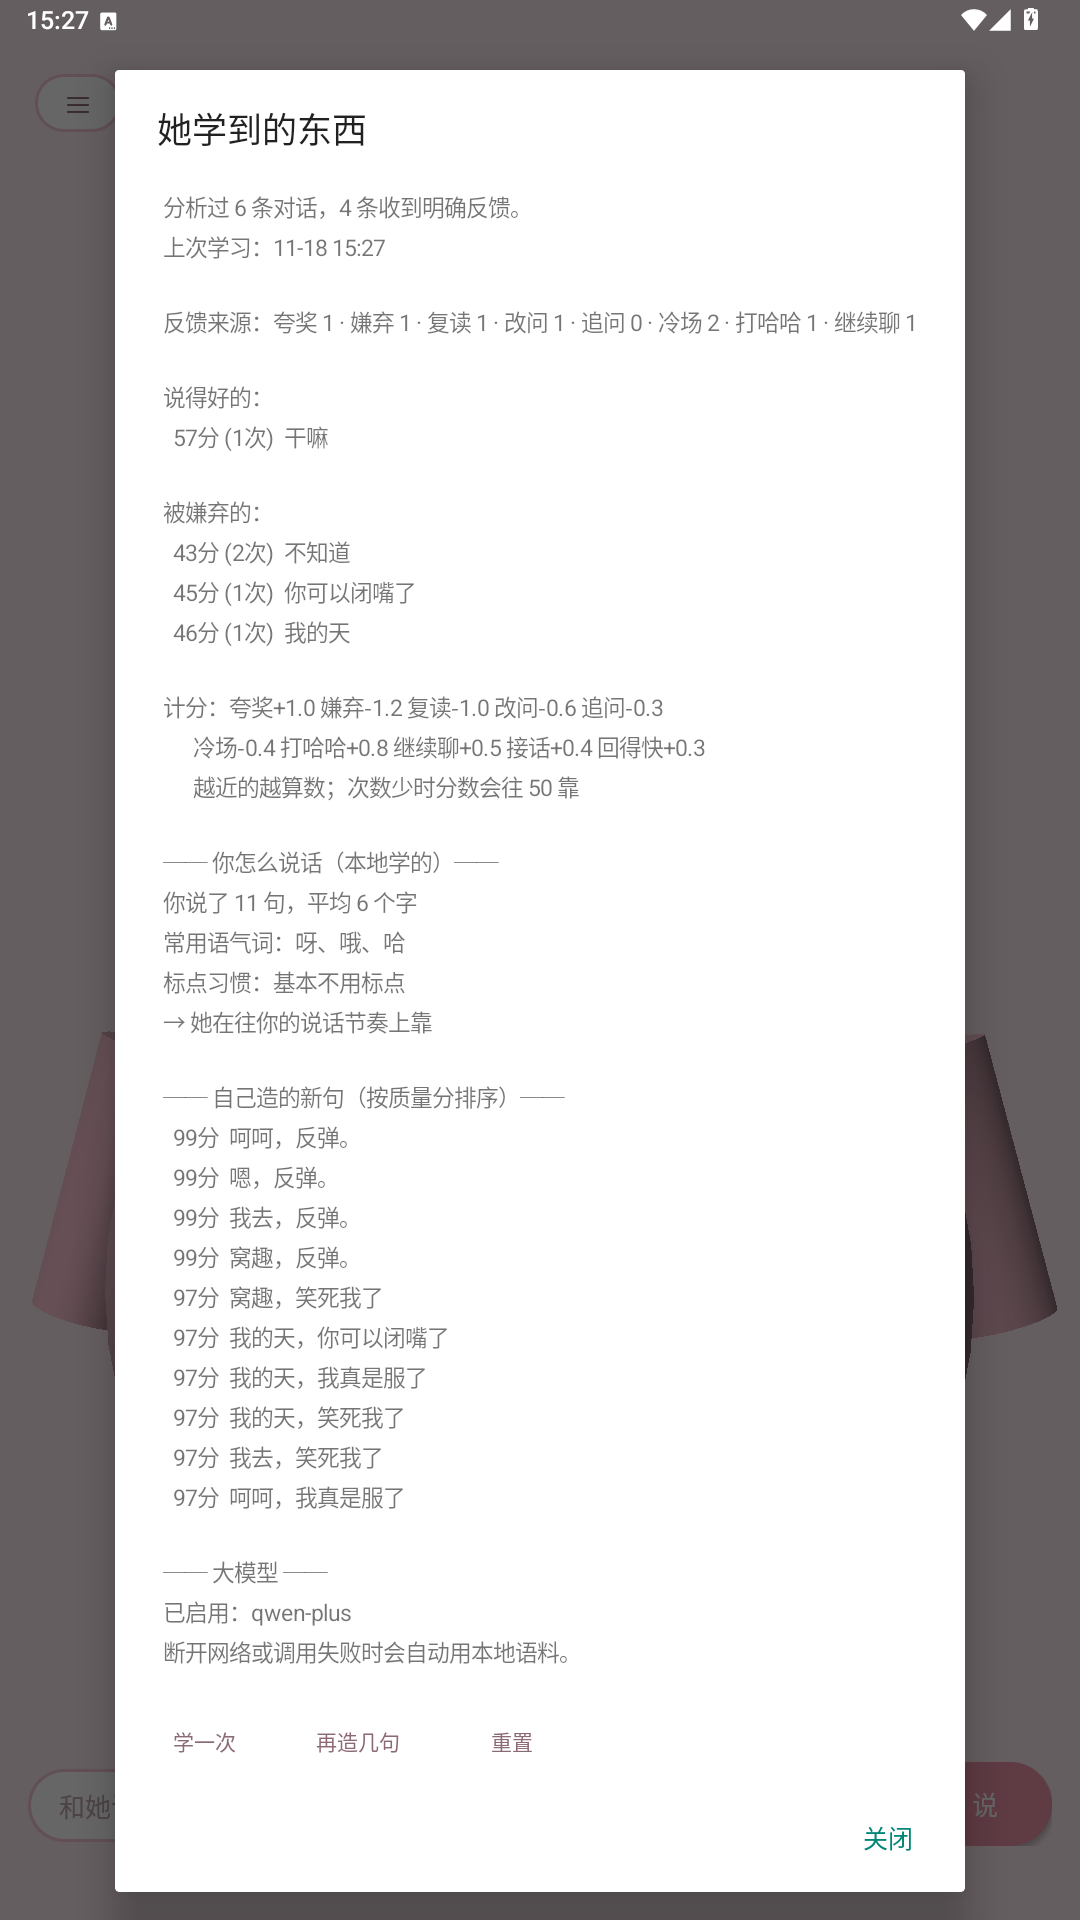 15:27
她学到的东西
分析过 6 条对话，4 条收到明确反馈。
上次学习：11-18 15:27
反馈来源：夸奖 1 · 嫌弃 1 · 复读 1 · 改问 1 · 追问 0 · 冷场 2 · 打哈哈 1 · 继续聊 1
说得好的：
57分 (1次) 干嘛
被嫌弃的：
43分 (2次) 不知道
45分 (1次) 你可以闭嘴了
46分 (1次) 我的天
计分：夸奖+1.0 嫌弃-1.2 复读-1.0 改问-0.6 追问-0.3
冷场-0.4 打哈哈+0.8 继续聊+0.5 接话+0.4 回得快+0.3
越近的越算数；次数少时分数会往 50 靠
—— 你怎么说话（本地学的）——
你说了 11 句，平均 6 个字
常用语气词：呀、哦、哈
标点习惯：基本不用标点
→ 她在往你的说话节奏上靠
—— 自己造的新句（按质量分排序）——
99分 呵呵，反弹。
99分 嗯，反弹。
99分 我去，反弹。
99分 窝趣，反弹。
97分 窝趣，笑死我了
97分 我的天，你可以闭嘴了
97分 我的天，我真是服了
97分 我的天，笑死我了
97分 我去，笑死我了
97分 呵呵，我真是服了
—— 大模型 ——
已启用：qwen-plus
断开网络或调用失败时会自动用本地语料。
学一次 再造几句 重置
和她 说
关闭